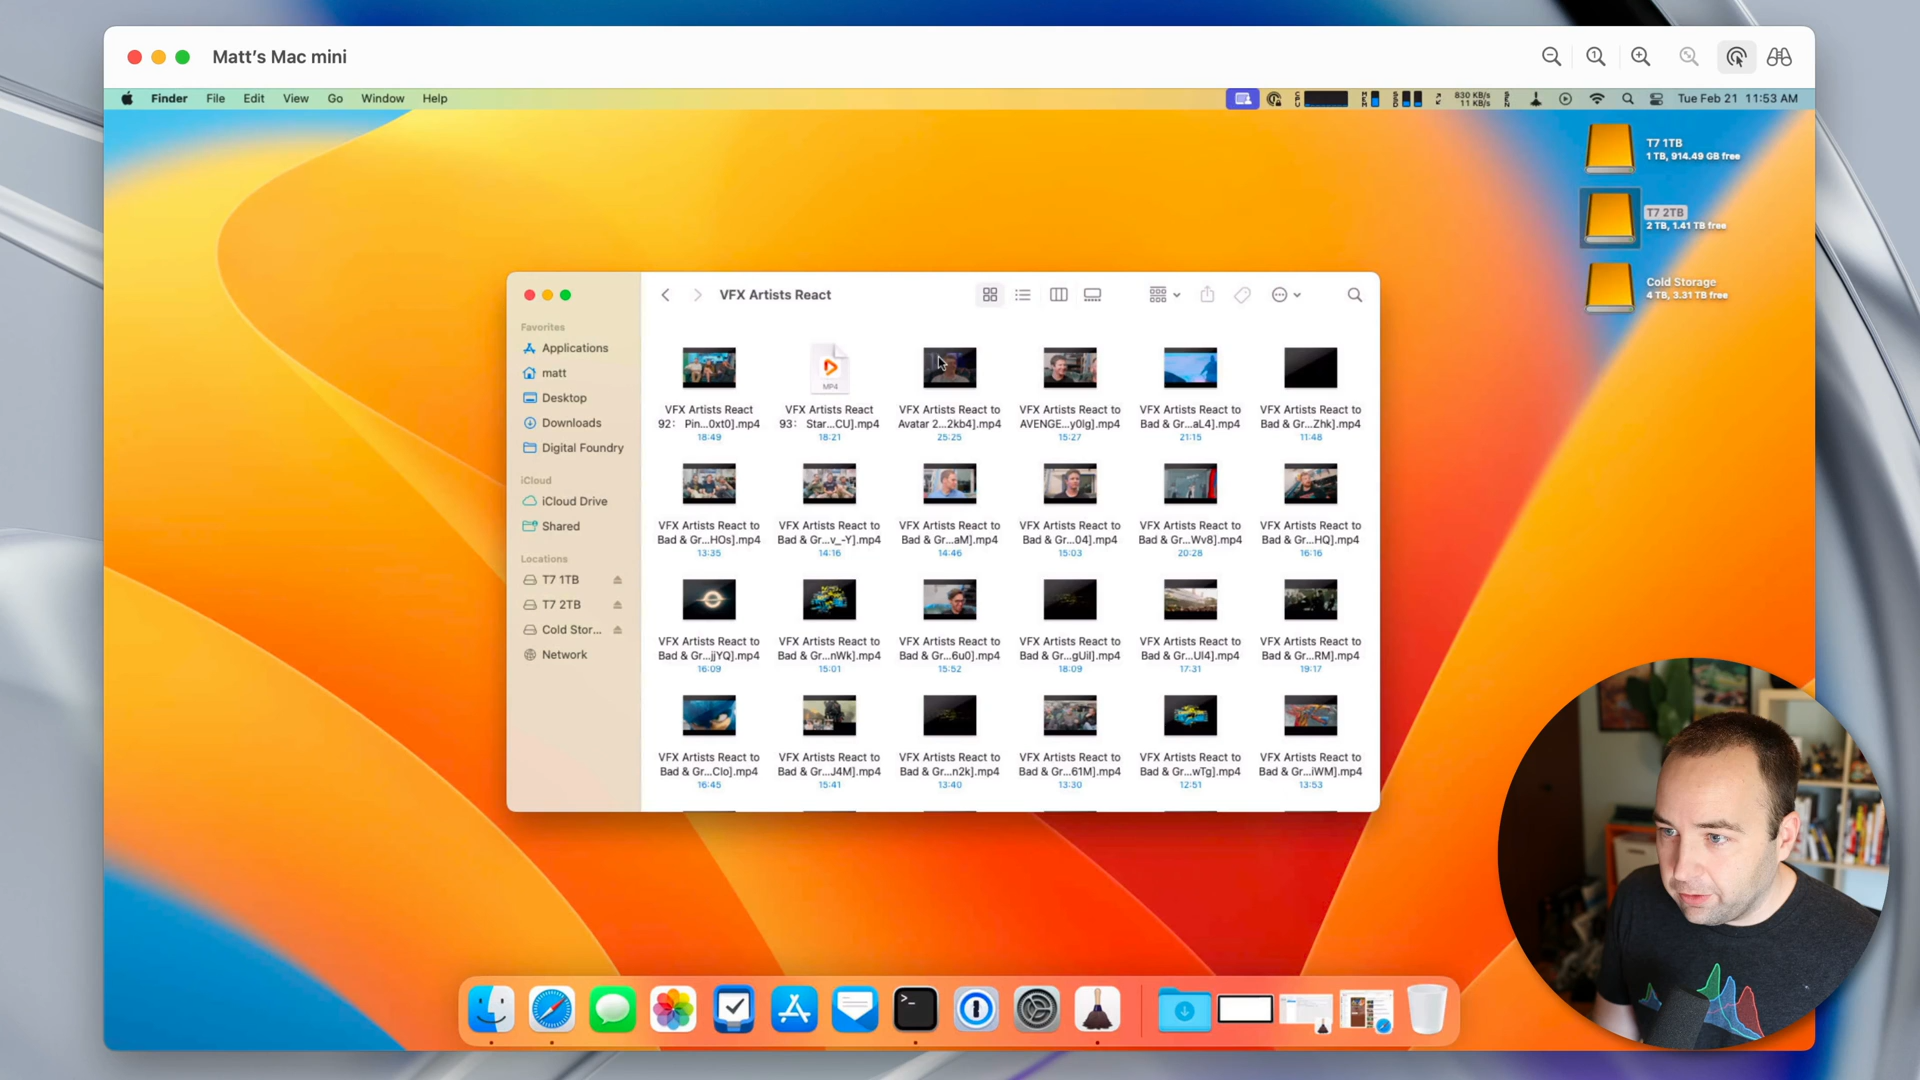 Matt's Mac mini
Finder File Edit View Go Window Help
830 KB/s
11 KB/s
Tue Feb 21 11:53 AM
T7 1TB
1 TB, 914.49 GB free
T7 2TB
2 TB, 1.41 TB free
Cold Storage
4 TB, 3.31 TB free
VFX Artists React
Favorites
Applications
matt
Desktop
Downloads
Digital Foundry
iCloud
iCloud Drive
Shared
Locations
T7 1TB
T7 2TB
Cold Stor...
Network
MP4
VFX Artists React
92: Pin...0xt0].mp4
18:49
VFX Artists React
93: Star...CU].mp4
18:21
VFX Artists React to
Avatar 2...2kb4].mp4
25:25
VFX Artists React to
AVENGE...y0lg].mp4
15:27
VFX Artists React to
Bad & Gr...aL4].mp4
21:15
VFX Artists React to
Bad & Gr...Zhk].mp4
11:48
VFX Artists React to
Bad & Gr...HOs].mp4
13:35
VFX Artists React to
Bad & Gr...v_-Y].mp4
14:16
VFX Artists React to
Bad & Gr...aM].mp4
14:46
VFX Artists React to
Bad & Gr...04].mp4
15:03
VFX Artists React to
Bad & Gr...Wv8].mp4
20:28
VFX Artists React to
Bad & Gr...HQ].mp4
16:16
VFX Artists React to
Bad & Gr...jjYQ].mp4
16:09
VFX Artists React to
Bad & Gr...nWk].mp4
15:01
VFX Artists React to
Bad & Gr...6u0].mp4
15:52
VFX Artists React to
Bad & Gr...gUiI].mp4
18:09
VFX Artists React to
Bad & Gr...UI4].mp4
17:31
VFX Artists React to
Bad & Gr...RM].mp4
19:17
VFX Artists React to
Bad & Gr...Clo].mp4
16:45
VFX Artists React to
Bad & Gr...J4M].mp4
15:41
VFX Artists React to
Bad & Gr...n2k].mp4
13:40
VFX Artists React to
Bad & Gr...61M].mp4
13:30
VFX Artists React to
Bad & Gr...wTg].mp4
12:51
VFX Artists React to
Bad & Gr...iWM].mp4
13:53